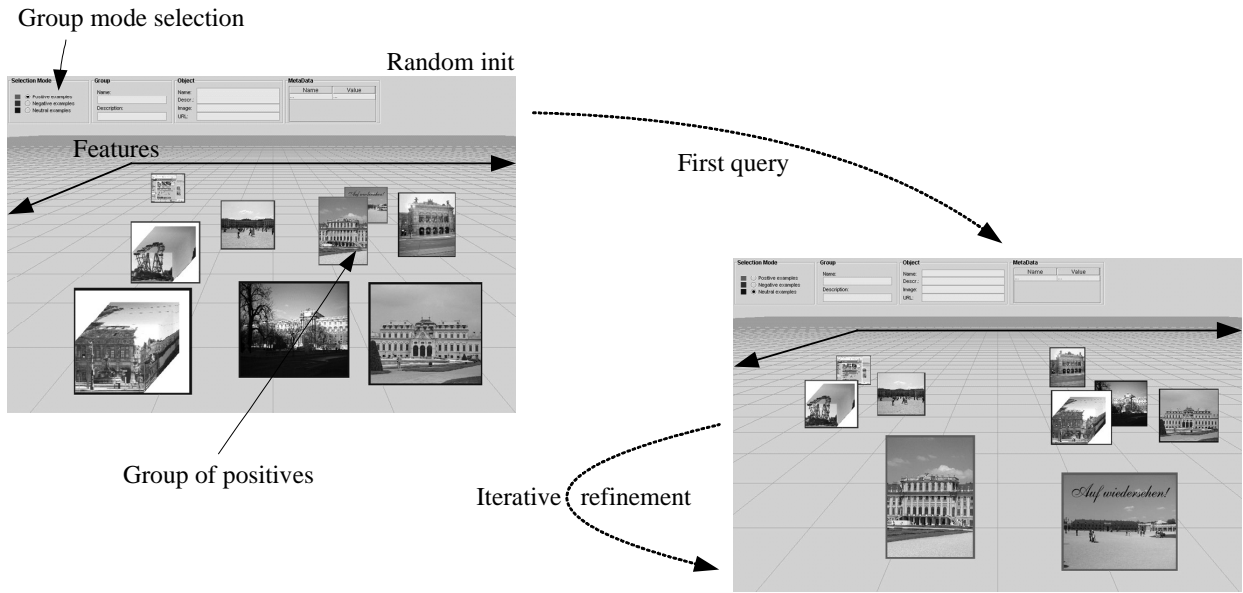 Group mode selection
Random init
Selection Mode
Positive examples
Negative examples
Neutral examples
Group
Name:
Description:
Object
Name:
Descr.:
Image:
URL:
MetaData
Name Value
Features
Auf wiedersehen!
Group of positives
First query
Selection Mode
Positive examples
Negative examples
Neutral examples
Group
Name:
Description:
Object
Name:
Descr.:
Image:
URL:
MetaData
Name Value
Auf wiedersehen!
Iterative refinement